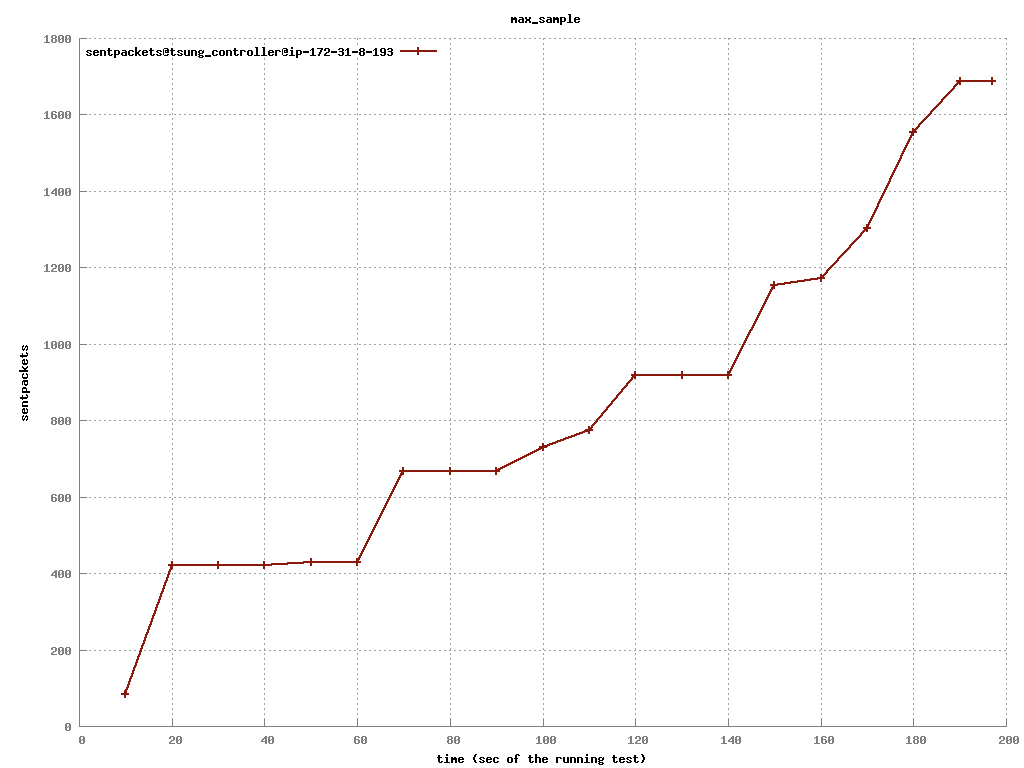 max_sample
sentpackets@tsung_controller@ip-172-31-8-193
1800
1600
1400
1200
1000
800
600
400
200
0
sentpackets
0 20 40 60 80 100 120 140 160 180 200
time (sec of the running test)